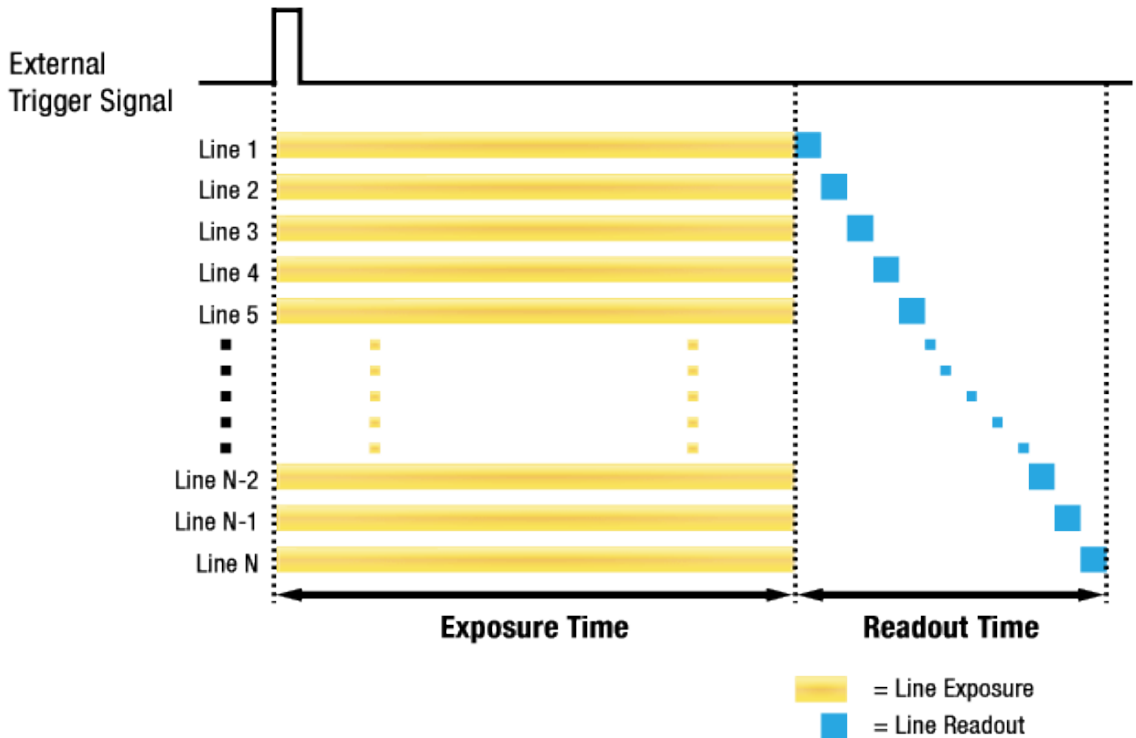 External
Trigger Signal
Line 1
Line 2
Line 3
Line 4
Line 5
Line N-2
Line N-1
Line N
Exposure Time
Readout Time
= Line Exposure
= Line Readout